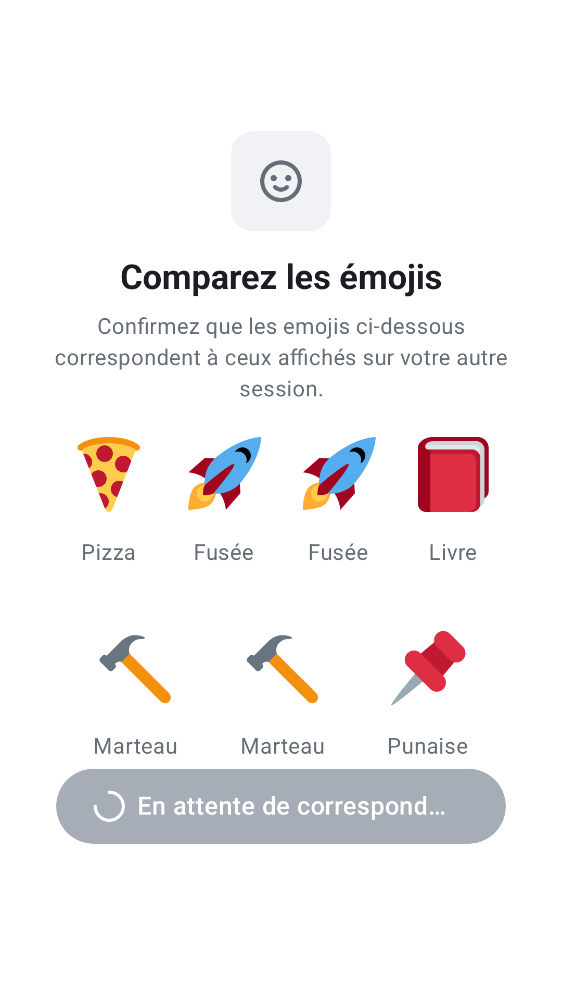 Comparez les émojis
Confirmez que les emojis ci-dessous
correspondent à ceux affichés sur votre autre
session.
Pizza Fusée Fusée Livre
Marteau Marteau Punaise
En attente de correspond…